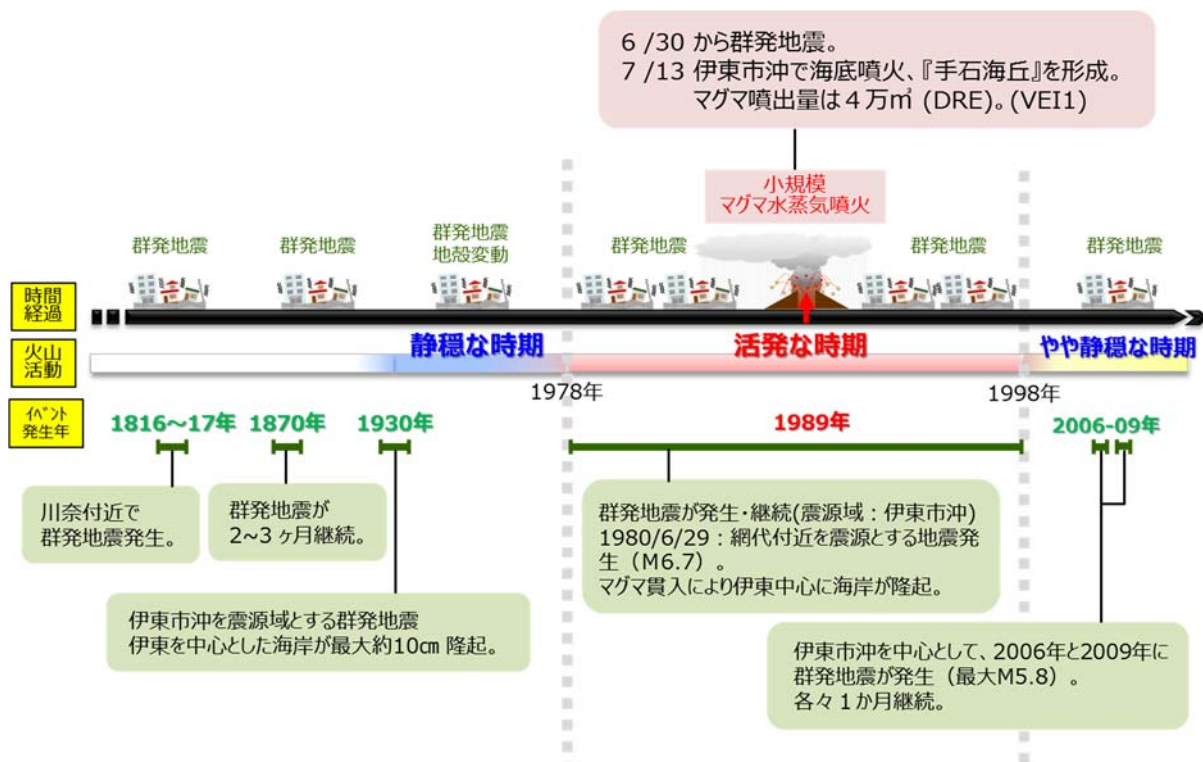 6 /30 から群発地震。
7 /13 伊東市沖で海底噴火、『手石海丘』を形成。
マグマ噴出量は４万㎥ (DRE)。(VEI1)
小規模
マグマ水蒸気噴火
群発地震
群発地震
群発地震
地殻変動
群発地震
群発地震
群発地震
時間
経過
静穏な時期
活発な時期
やや静穏な時期
火山
活動
1978年
1998年
ｲﾍﾞﾝﾄ
発生年
1816～17年
1870年
1930年
1989年
2006-09年
川奈付近で
群発地震発生。
群発地震が
2~3 ヶ月継続。
伊東市沖を震源域とする群発地震
伊東を中心とした海岸が最大約10㎝ 隆起。
群発地震が発生・継続(震源域：伊東市沖)
1980/6/29：網代付近を震源とする地震発
生（M6.7）。
マグマ貫入により伊東中心に海岸が隆起。
伊東市沖を中心として、2006年と2009年に
群発地震が発生（最大M5.8）。
各々１か月継続。